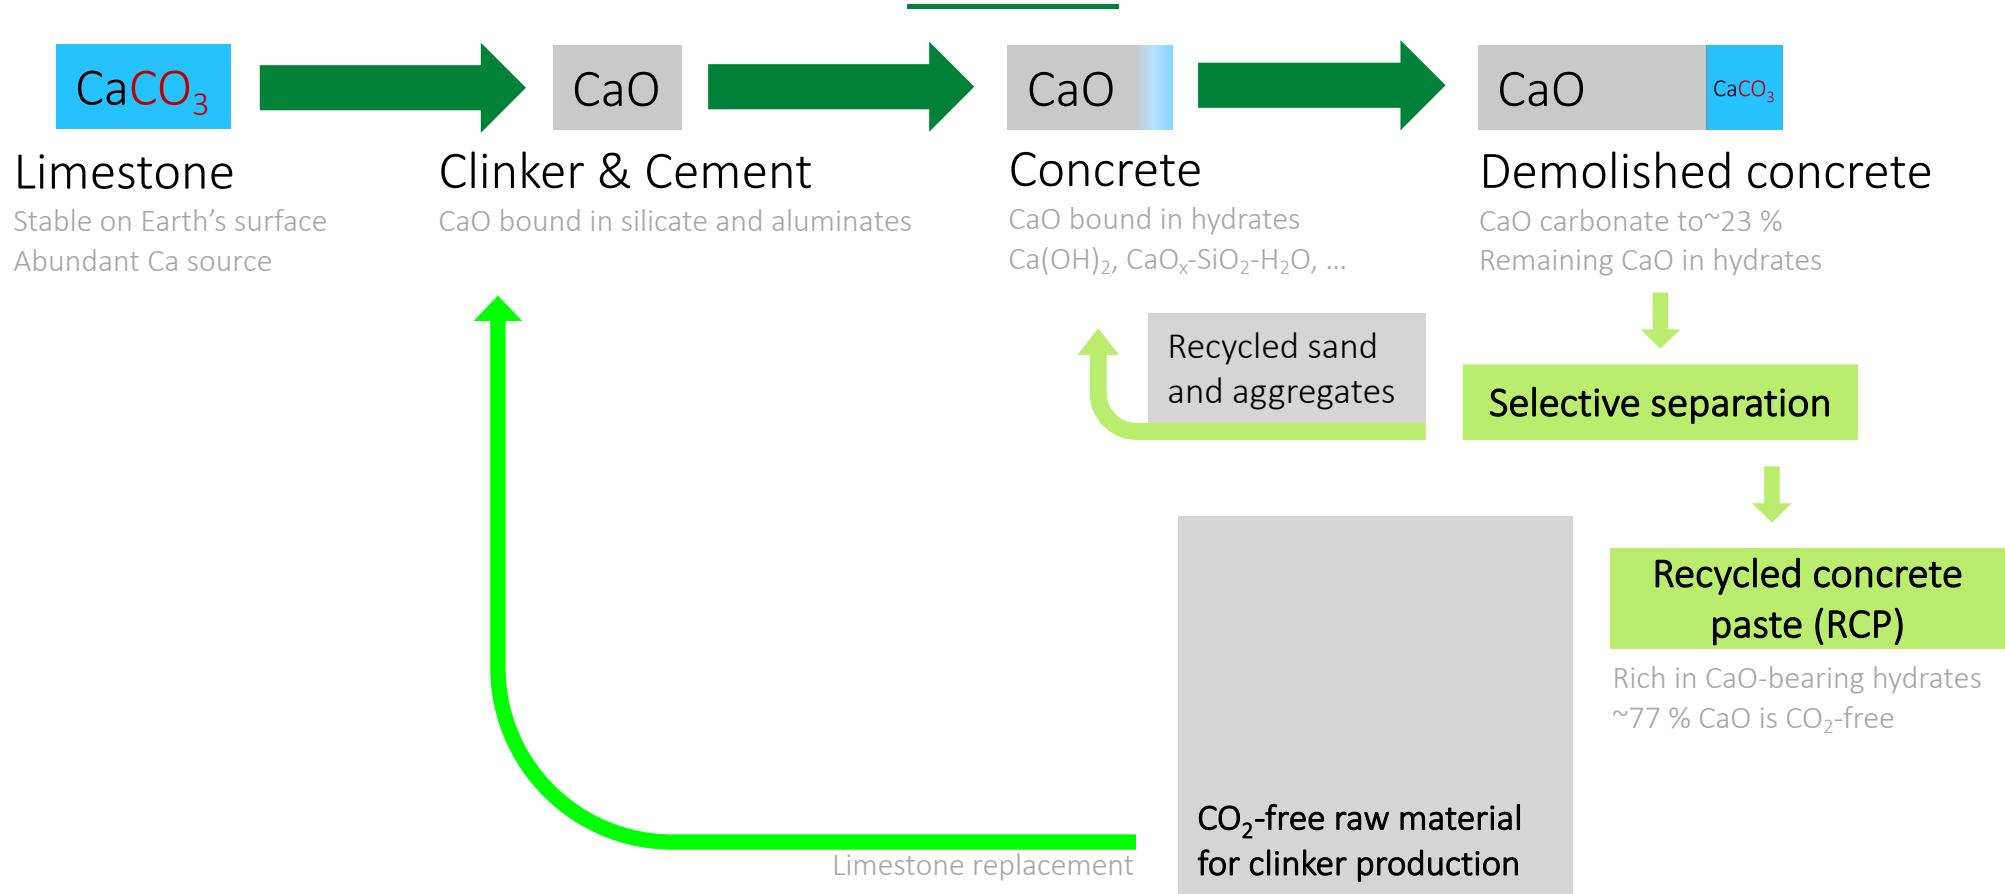 CaCO₃
CaO
CaO
CaO
CaCO₃
Limestone
Stable on Earth's surface
Abundant Ca source
Clinker & Cement
CaO bound in silicate and aluminates
Concrete
CaO bound in hydrates
Ca(OH)₂, CaOₓ-SiO₂-H₂O, ...
Demolished concrete
CaO carbonate to~23 %
Remaining CaO in hydrates
Recycled sand
and aggregates
Selective separation
Recycled concrete
paste (RCP)
Rich in CaO-bearing hydrates
~77 % CaO is CO₂-free
CO₂-free raw material
for clinker production
Limestone replacement